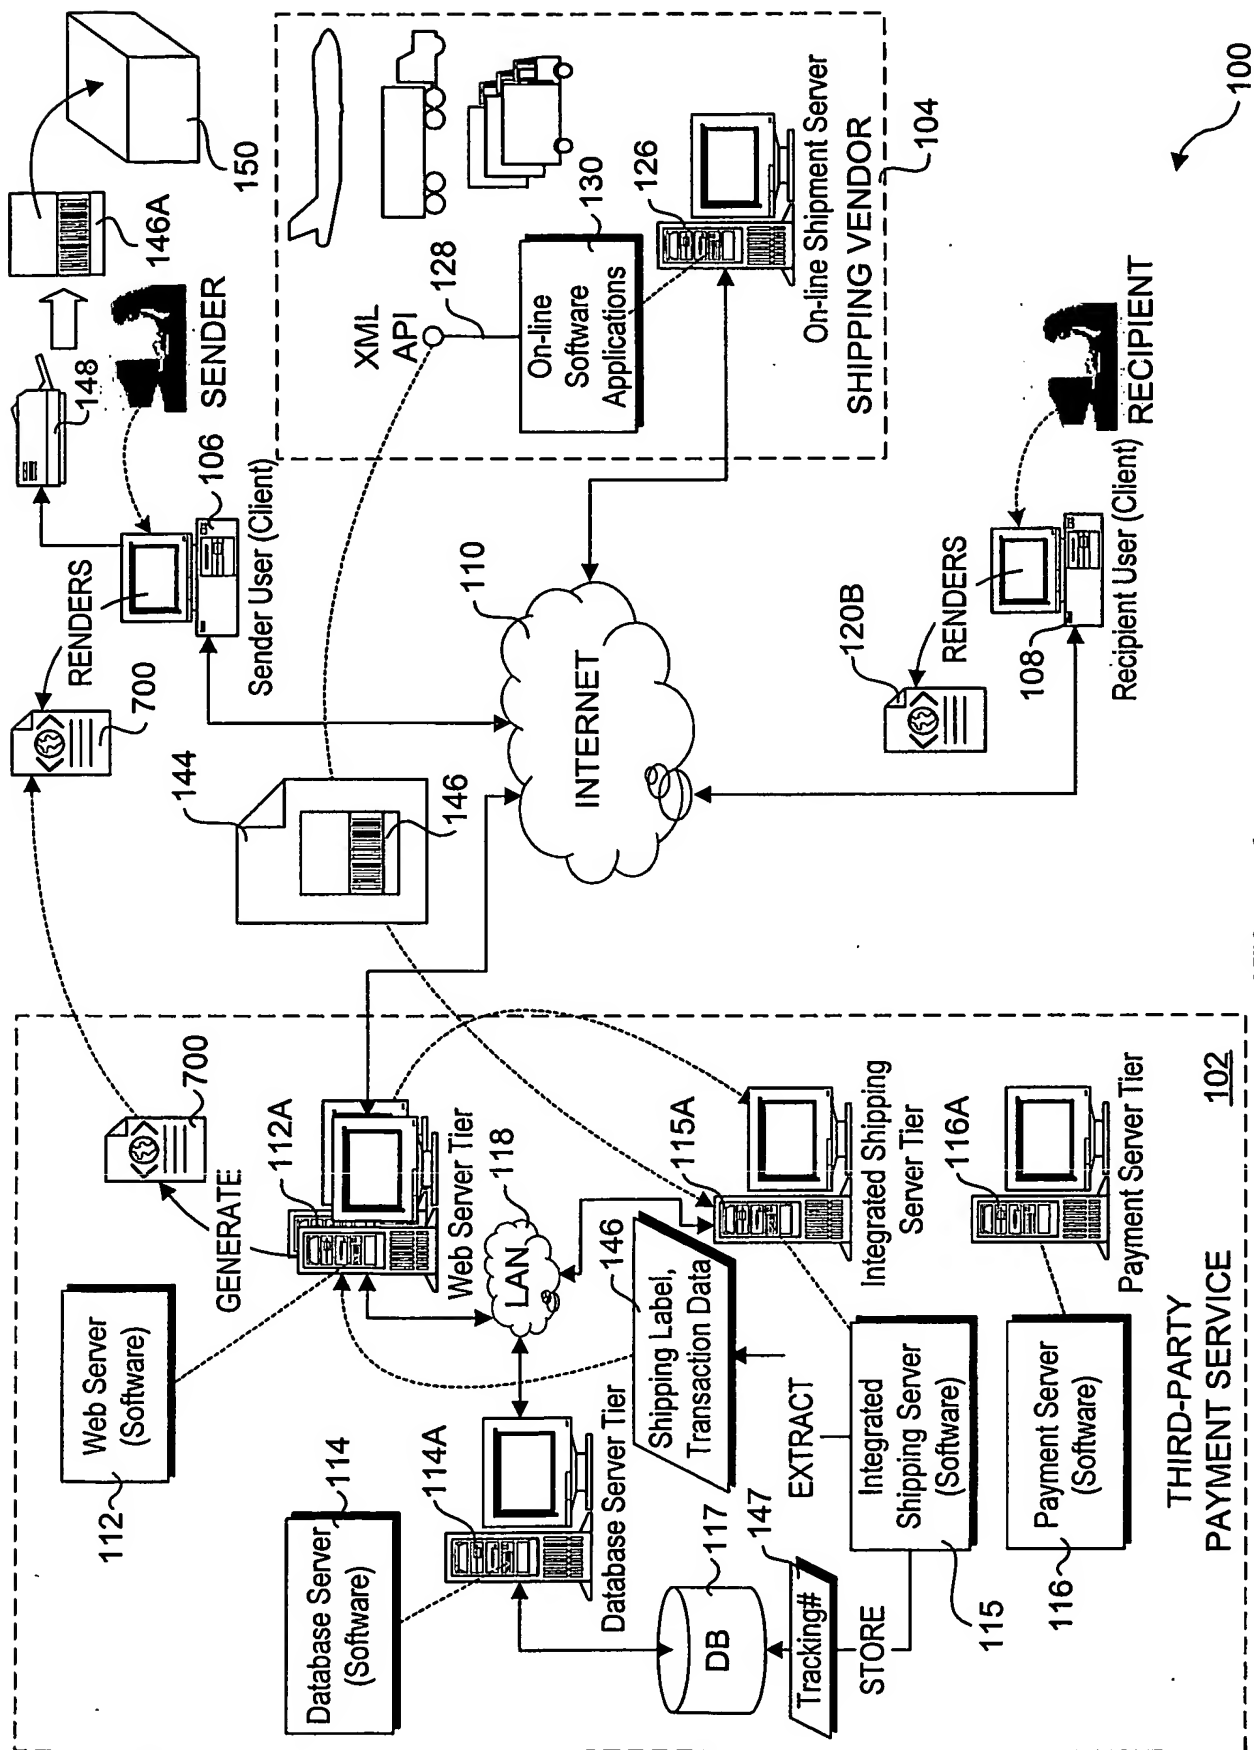 Web Server
(Software)
112
Database Server
(Software)
114
GENERATE
700
112A
Web Server Tier
LAN
118
114A
Database Server Tier
DB
117
Tracking#
147
STORE
Shipping Label,
Transaction Data
146
EXTRACT
Integrated
Shipping Server
(Software)
115
115A
Integrated Shipping
Server Tier
Payment Server
(Software)
116
116A
Payment Server Tier
THIRD-PARTY
PAYMENT SERVICE
102
700
RENDERS
144
146
INTERNET
110
106
Sender User (Client)
148
SENDER
146A
150
XML
API
128
On-line
Software
Applications
130
126
On-line Shipment Server
SHIPPING VENDOR
104
120B
RENDERS
108
Recipient User (Client)
RECIPIENT
100